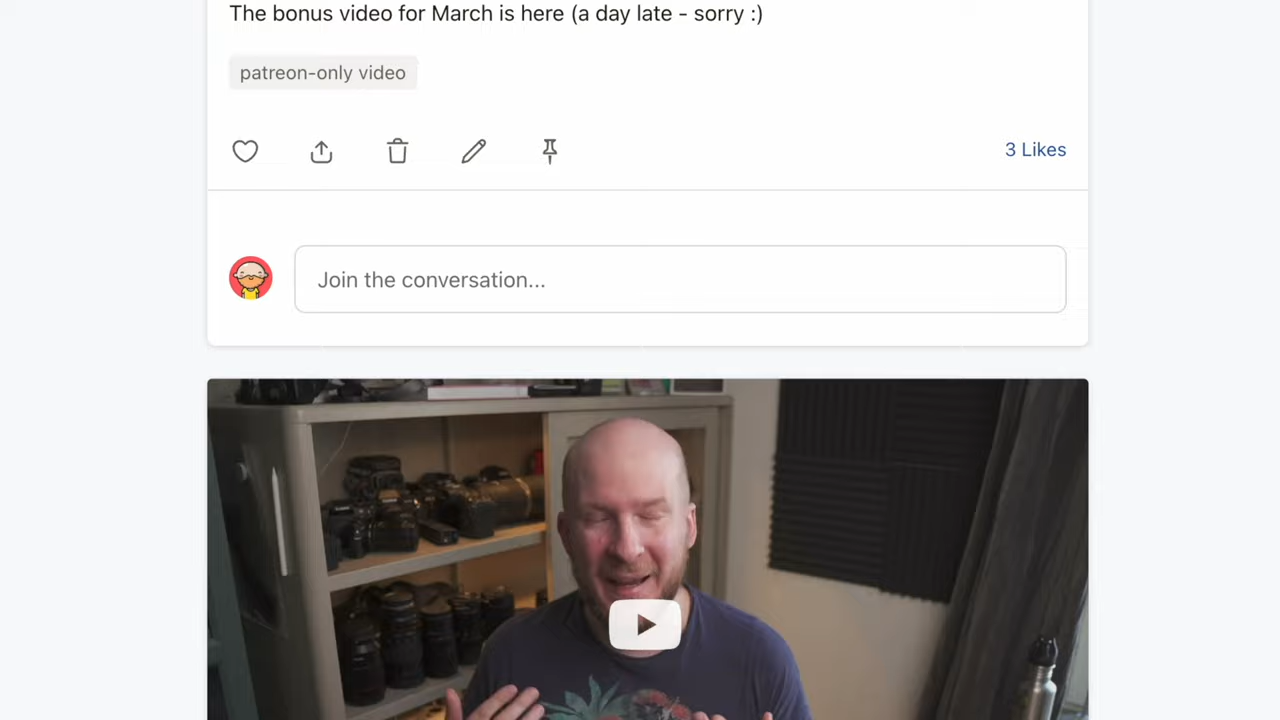 The bonus video for March is here (a day late - sorry :)
patreon-only video
3 Likes
Join the conversation...